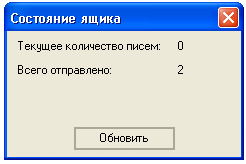 Состояние ящика
Текущее количество писем: 0
Всего отправлено: 2
Обновить